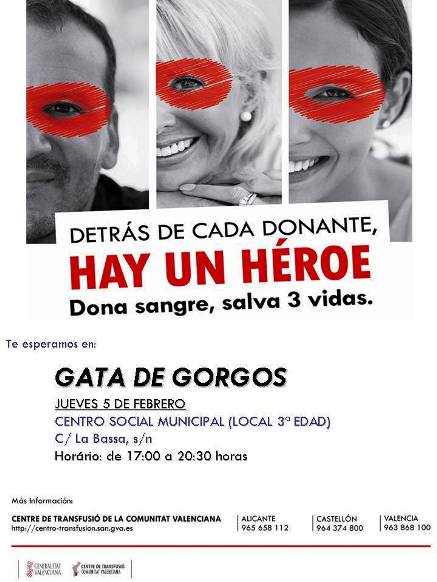 DETRÁS DE CADA DONANTE,
HAY UN HÉROE
Dona sangre, salva 3 vidas.
Te esperamos en:
GATA DE GORGOS
JUEVES 5 DE FEBRERO
CENTRO SOCIAL MUNICIPAL (LOCAL 3ª EDAD)
C/ La Bassa, s/n
Horário: de 17:00 a 20:30 horas
Más Información:
CENTRE DE TRANSFUSIÓ DE LA COMUNITAT VALENCIANA
http://centro-transfusion.san.gva.es
ALICANTE
965 658 112
CASTELLÓN
964 374 800
VALENCIA
963 868 100
GENERALITAT
VALENCIANA
CENTRE DE TRANSFUSIÓ
COMUNITAT VALENCIANA